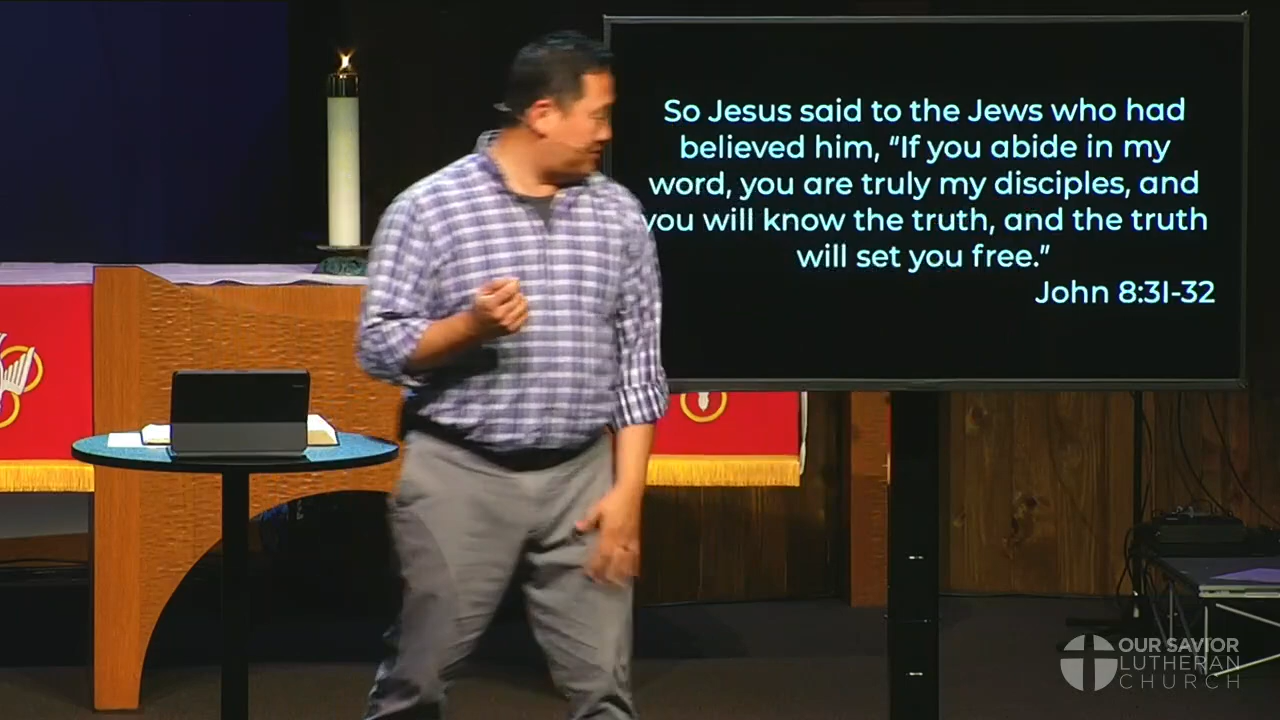 So Jesus said to the Jews who had
believed him, "If you abide in my
word, you are truly my disciples, and
you will know the truth, and the truth
will set you free."
John 8:31-32
OUR SAVIOR
LUTHERAN
CHURCH